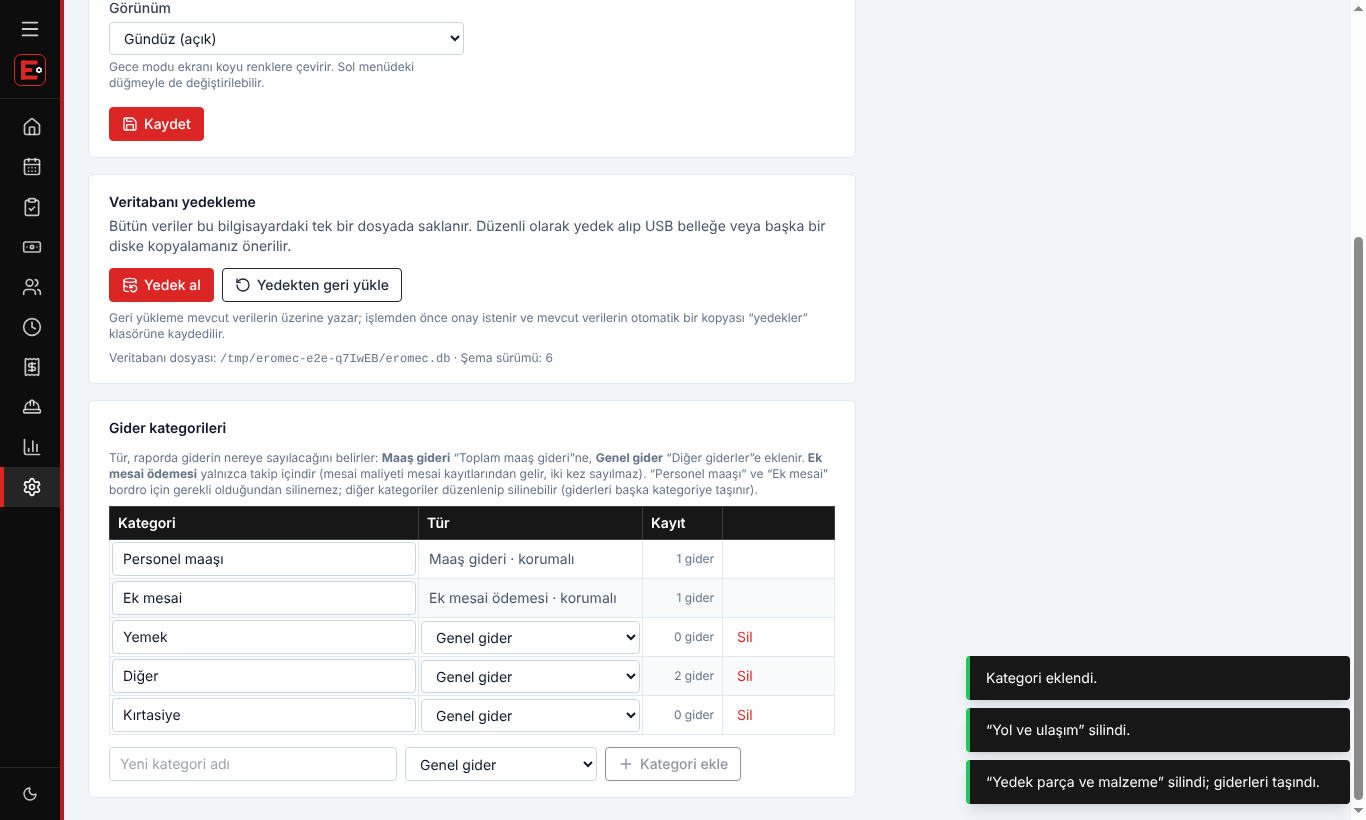 Görünüm
Gündüz (açık)
Gece modu ekranı koyu renklere çevirir. Sol menüdeki
düğmeyle de değiştirilebilir.
Kaydet
Veritabanı yedekleme
Bütün veriler bu bilgisayardaki tek bir dosyada saklanır. Düzenli olarak yedek alıp USB belleğe veya başka bir
diske kopyalamanız önerilir.
Yedek al
Yedekten geri yükle
Geri yükleme mevcut verilerin üzerine yazar; işlemden önce onay istenir ve mevcut verilerin otomatik bir kopyası “yedekler”
klasörüne kaydedilir.
Veritabanı dosyası: /tmp/eromec-e2e-q7IwEB/eromec.db · Şema sürümü: 6
Gider kategorileri
Tür, raporda giderin nereye sayılacağını belirler: Maaş gideri “Toplam maaş gideri”ne, Genel gider “Diğer giderler”e eklenir. Ek
mesai ödemesi yalnızca takip içindir (mesai maliyeti mesai kayıtlarından gelir, iki kez sayılmaz). “Personel maaşı” ve “Ek mesai”
bordro için gerekli olduğundan silinemez; diğer kategoriler düzenlenip silinebilir (giderleri başka kategoriye taşınır).
Kategori Tür Kayıt
Personel maaşı Maaş gideri · korumalı 1 gider
Ek mesai Ek mesai ödemesi · korumalı 1 gider
Yemek Genel gider 0 gider Sil
Diğer Genel gider 2 gider Sil
Kırtasiye Genel gider 0 gider Sil
Yeni kategori adı Genel gider + Kategori ekle
Kategori eklendi.
“Yol ve ulaşım” silindi.
“Yedek parça ve malzeme” silindi; giderleri taşındı.